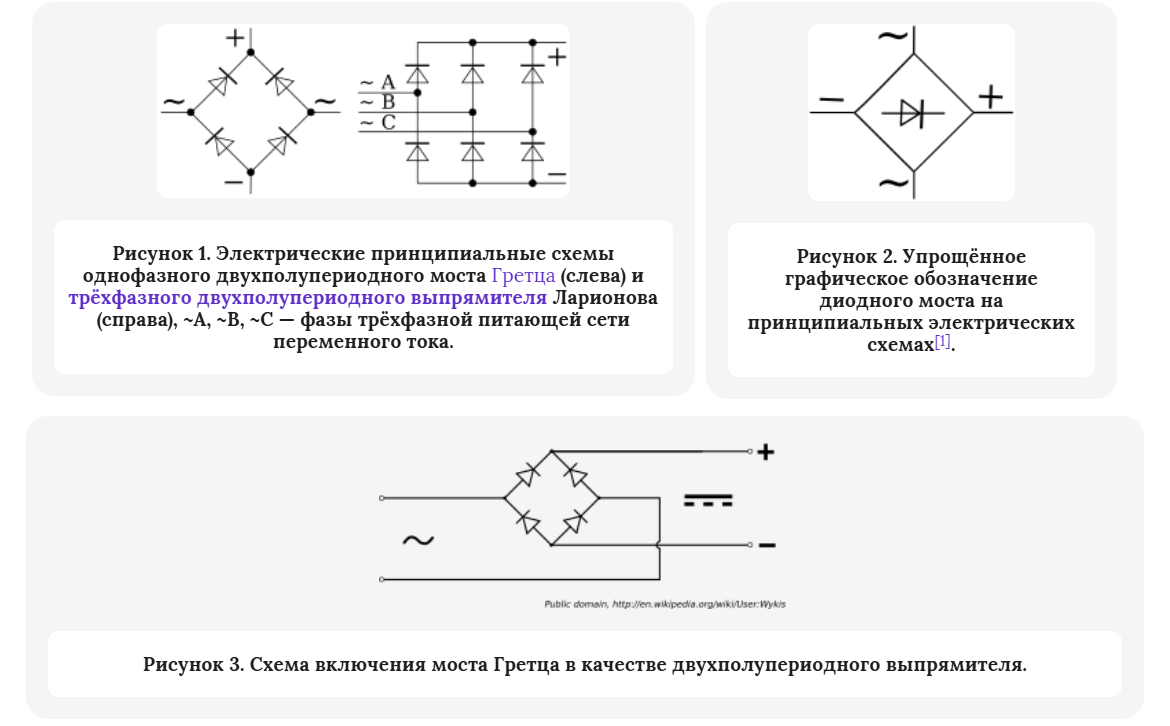 +
~ ~
−
~ A
~ B
~ C
+
−
Рисунок 1. Электрические принципиальные схемы
однофазного двухполупериодного моста Гретца (слева) и
трёхфазного двухполупериодного выпрямителя Ларионова
(справа), ~A, ~B, ~C — фазы трёхфазной питающей сети
переменного тока.
~
− +
~
Рисунок 2. Упрощённое
графическое обозначение
диодного моста на
принципиальных электрических
схемах[1].
+
~
−
Public domain, http://en.wikipedia.org/wiki/User:Wykis
Рисунок 3. Схема включения моста Гретца в качестве двухполупериодного выпрямителя.